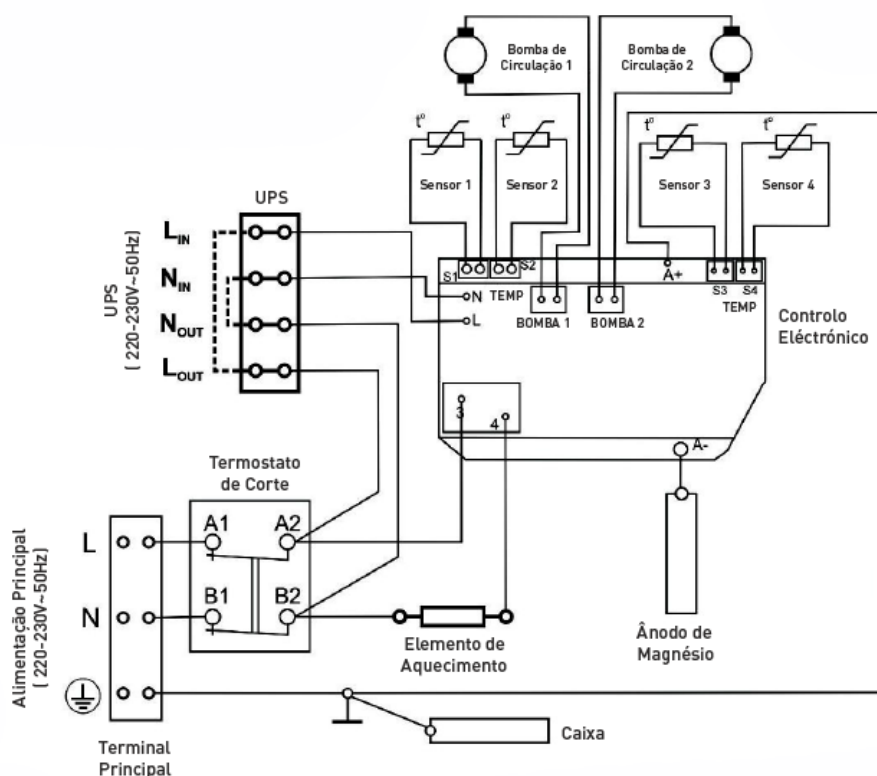 Bomba de
Circulação 1
Bomba de
Circulação 2
t°
t°
t°
t°
Sensor 1
Sensor 2
Sensor 3
Sensor 4
UPS
UPS
( 220-230V~50Hz)
LIN
NIN
NOUT
LOUT
S1
S2
A+
S3
S4
N
TEMP
TEMP
L
BOMBA 1
BOMBA 2
Controlo
Eléctrónico
3
4
A-
Termostato
de Corte
A1
A2
B1
B2
Alimentação Principal
( 220-230V~50Hz)
L
N
Elemento de
Aquecimento
Ânodo de
Magnésio
Caixa
Terminal
Principal